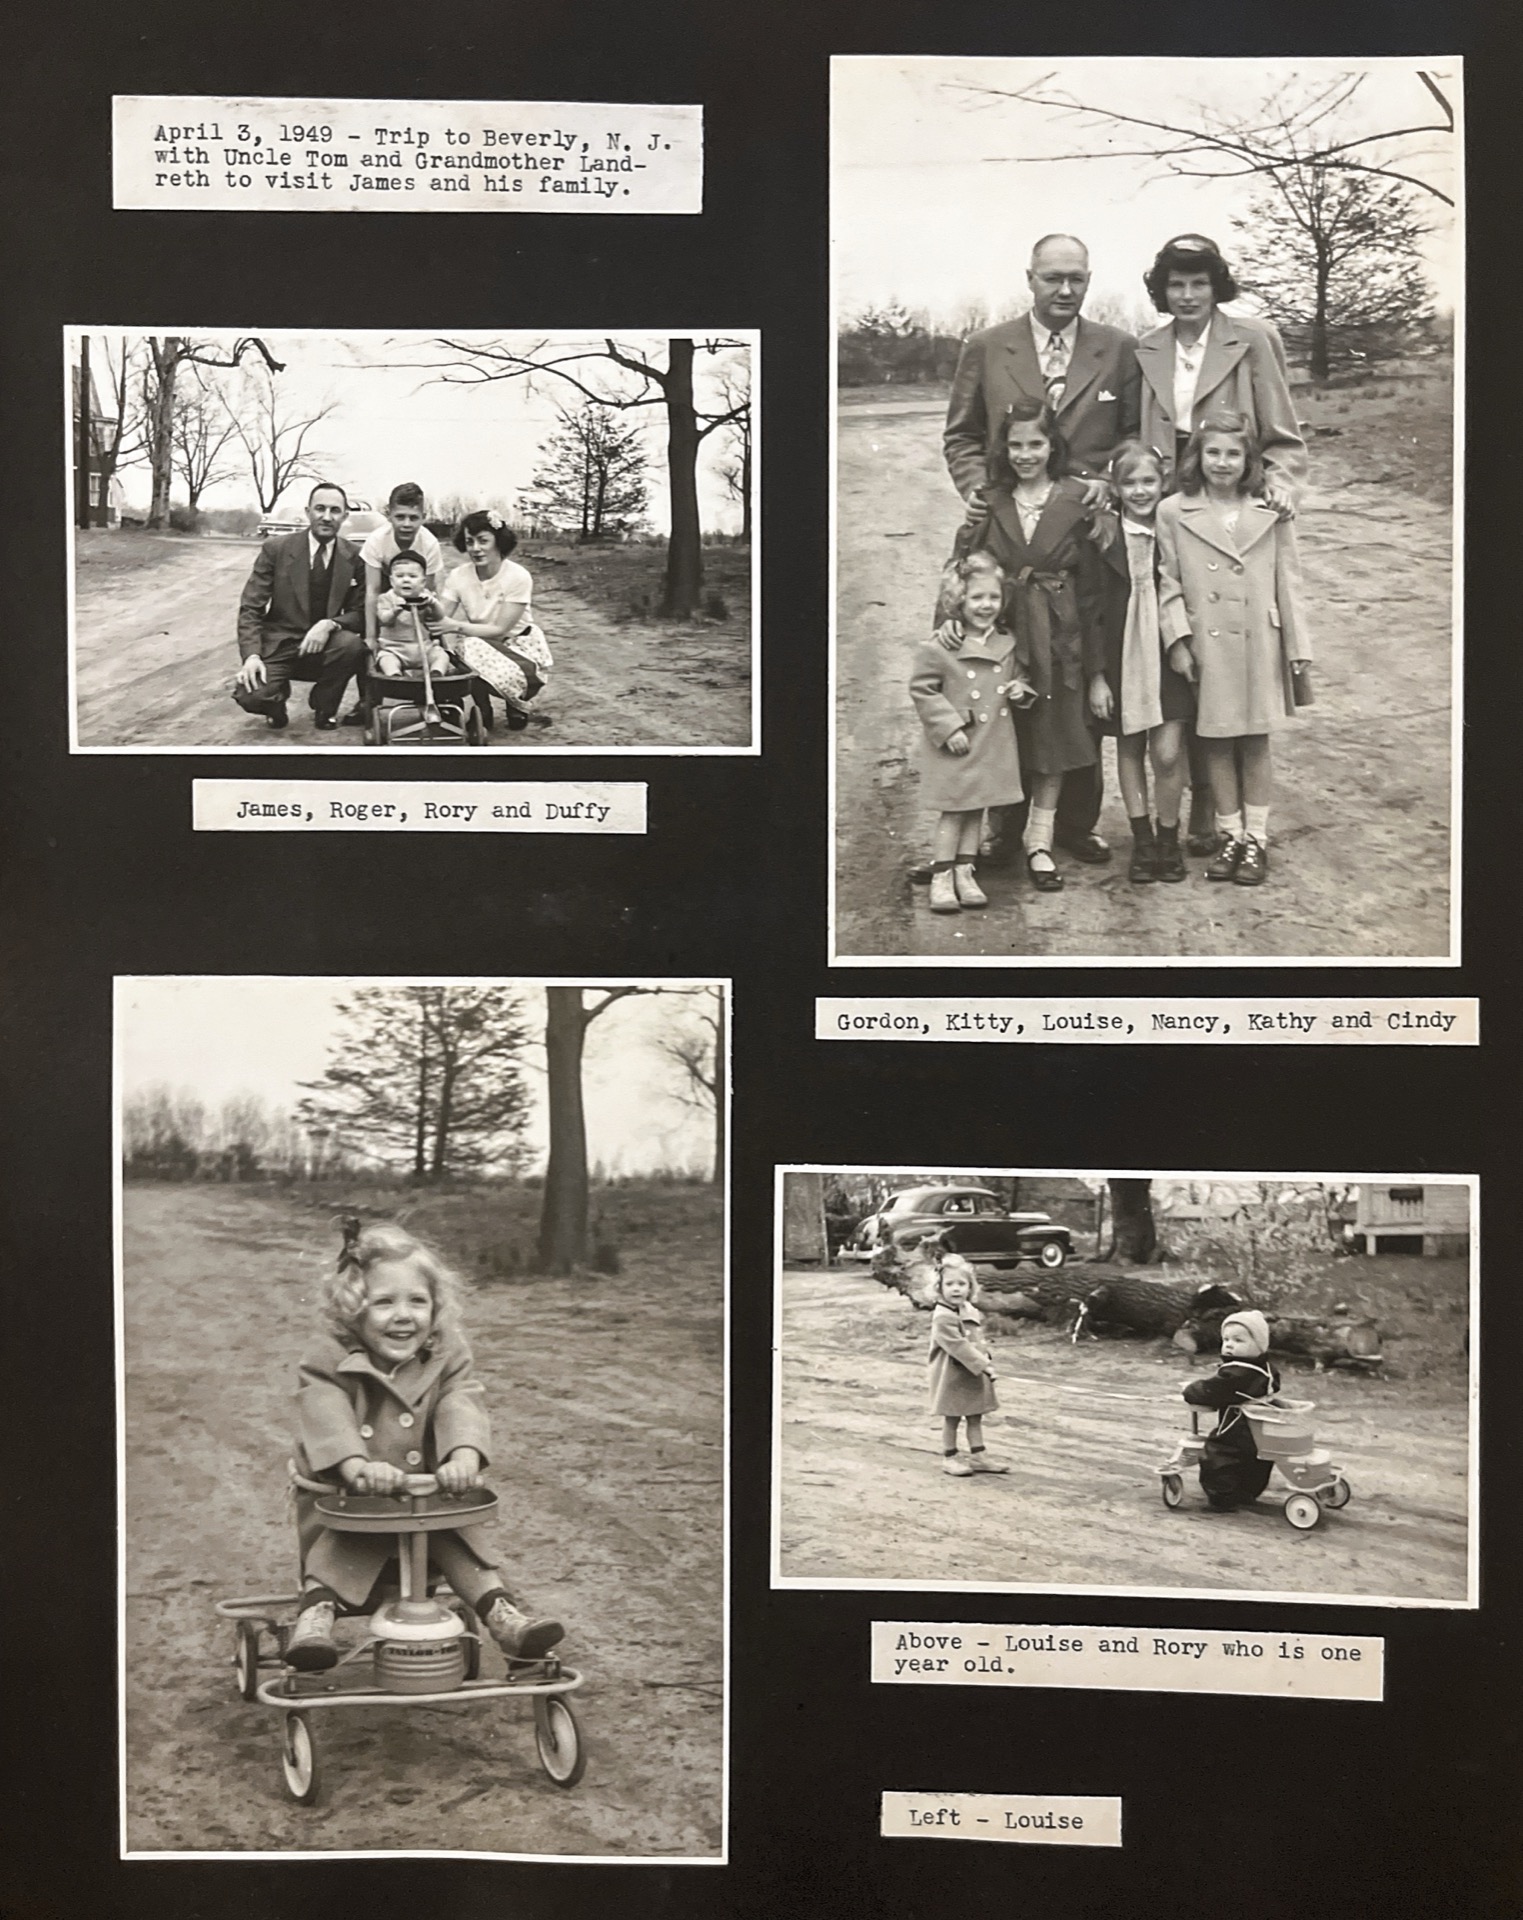 April 3, 1949 - Trip to Beverly, N. J.
with Uncle Tom and Grandmother Land-
reth to visit James and his family.
James, Roger, Rory and Duffy
Gordon, Kitty, Louise, Nancy, Kathy and Cindy
Above - Louise and Rory who is one
year old.
Left - Louise